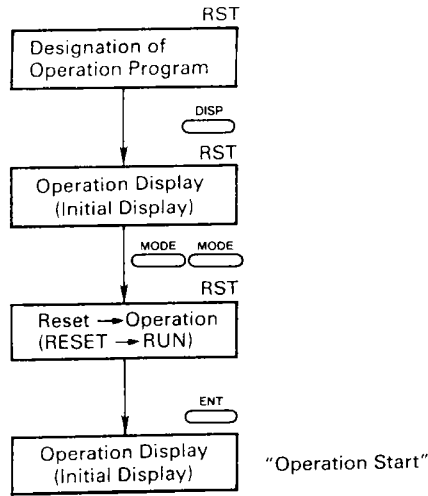 RST
Designation of
Operation Program
DISP
RST
Operation Display
(Initial Display)
MODE MODE
RST
Reset → Operation
(RESET → RUN)
ENT
Operation Display
(Initial Display)
"Operation Start"